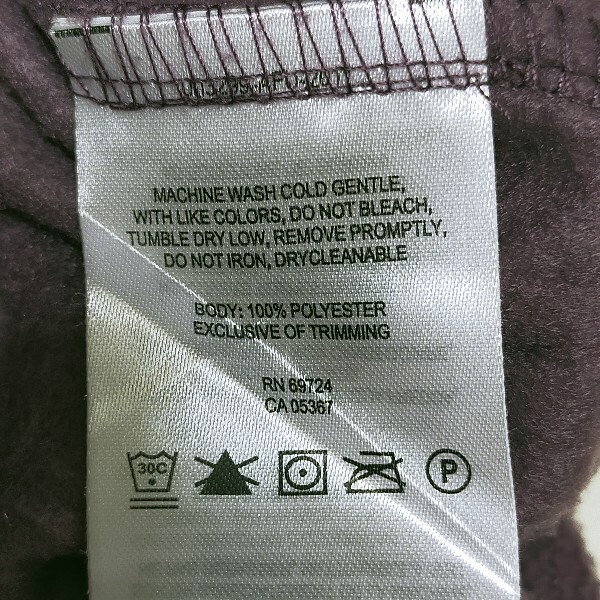 MACHINE WASH COLD GENTLE,
WITH LIKE COLORS, DO NOT BLEACH,
TUMBLE DRY LOW, REMOVE PROMPTLY,
DO NOT IRON, DRYCLEANABLE
BODY: 100% POLYESTER
EXCLUSIVE OF TRIMMING
RN 69724
CA 05367
30C P